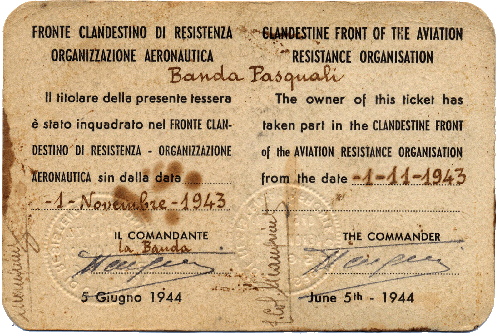 FRONTE CLANDESTINO DI RESISTENZA
ORGANIZZAZIONE AERONAUTICA
CLANDESTINE FRONT OF THE AVIATION
RESISTANCE ORGANISATION
Banda Pasquali
Il titolare della presente tessera
è stato inquadrato nel FRONTE CLAN-
DESTINO DI RESISTENZA - ORGANIZZAZIONE
AERONAUTICA sin dalla data
-1-Novembre-1943
IL COMANDANTE
la Banda
5 Giugno 1944
The owner of this ticket has
taken part in the CLANDESTINE FRONT
of the AVIATION RESISTANCE ORGANISATION
from the date -1-11-1943
THE COMMANDER
June 5th - 1944